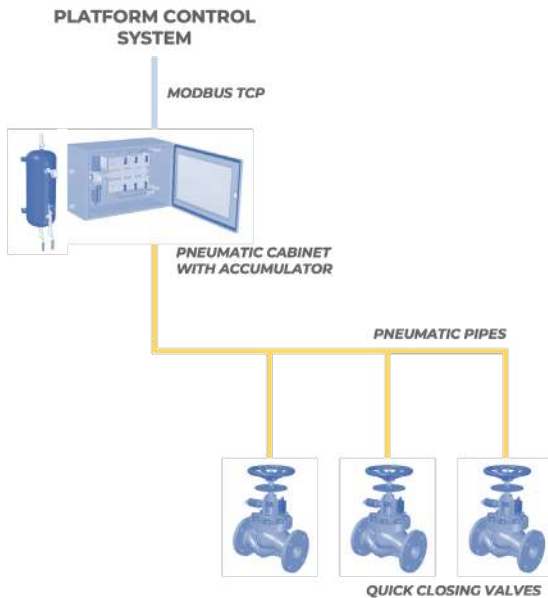 PLATFORM CONTROL
SYSTEM
MODBUS TCP
PNEUMATIC CABINET
WITH ACCUMULATOR
PNEUMATIC PIPES
QUICK CLOSING VALVES